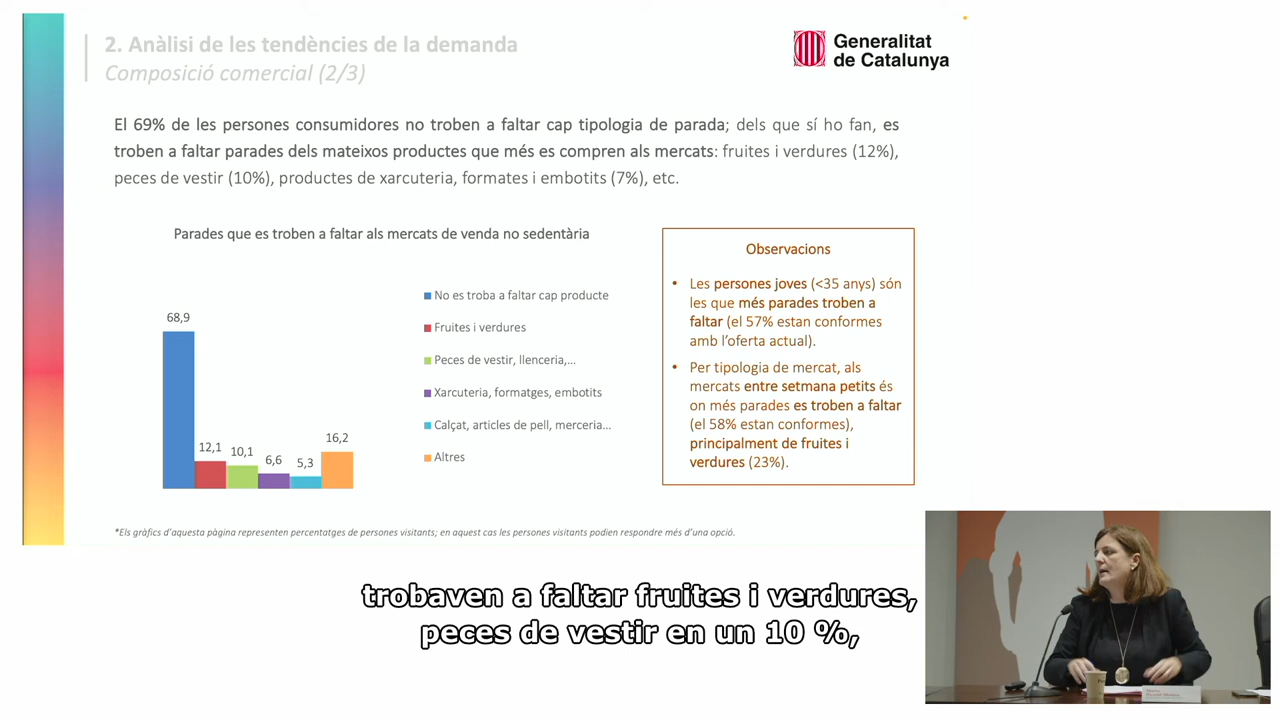 2. Anàlisi de les tendències de la demanda
Composició comercial (2/3)
Generalitat
de Catalunya
El 69% de les persones consumidores no troben a faltar cap tipologia de parada; dels que sí ho fan, es
troben a faltar parades dels mateixos productes que més es compren als mercats: fruites i verdures (12%),
peces de vestir (10%), productes de xarcuteria, formates i embotits (7%), etc.
Parades que es troben a faltar als mercats de venda no sedentària
68,9
12,1
10,1
6,6
5,3
16,2
No es troba a faltar cap producte
Fruites i verdures
Peces de vestir, llenceria,...
Xarcuteria, formatges, embotits
Calçat, articles de pell, merceria...
Altres
Observacions
• Les persones joves (<35 anys) són
les que més parades troben a
faltar (el 57% estan conformes
amb l'oferta actual).
• Per tipologia de mercat, als
mercats entre setmana petits és
on més parades es troben a faltar
(el 58% estan conformes),
principalment de fruites i
verdures (23%).
*Els gràfics d'aquesta pàgina representen percentatges de persones visitants; en aquest cas les persones visitants podien respondre més d'una opció.
trobaven a faltar fruites i verdures,
peces de vestir en un 10 %,